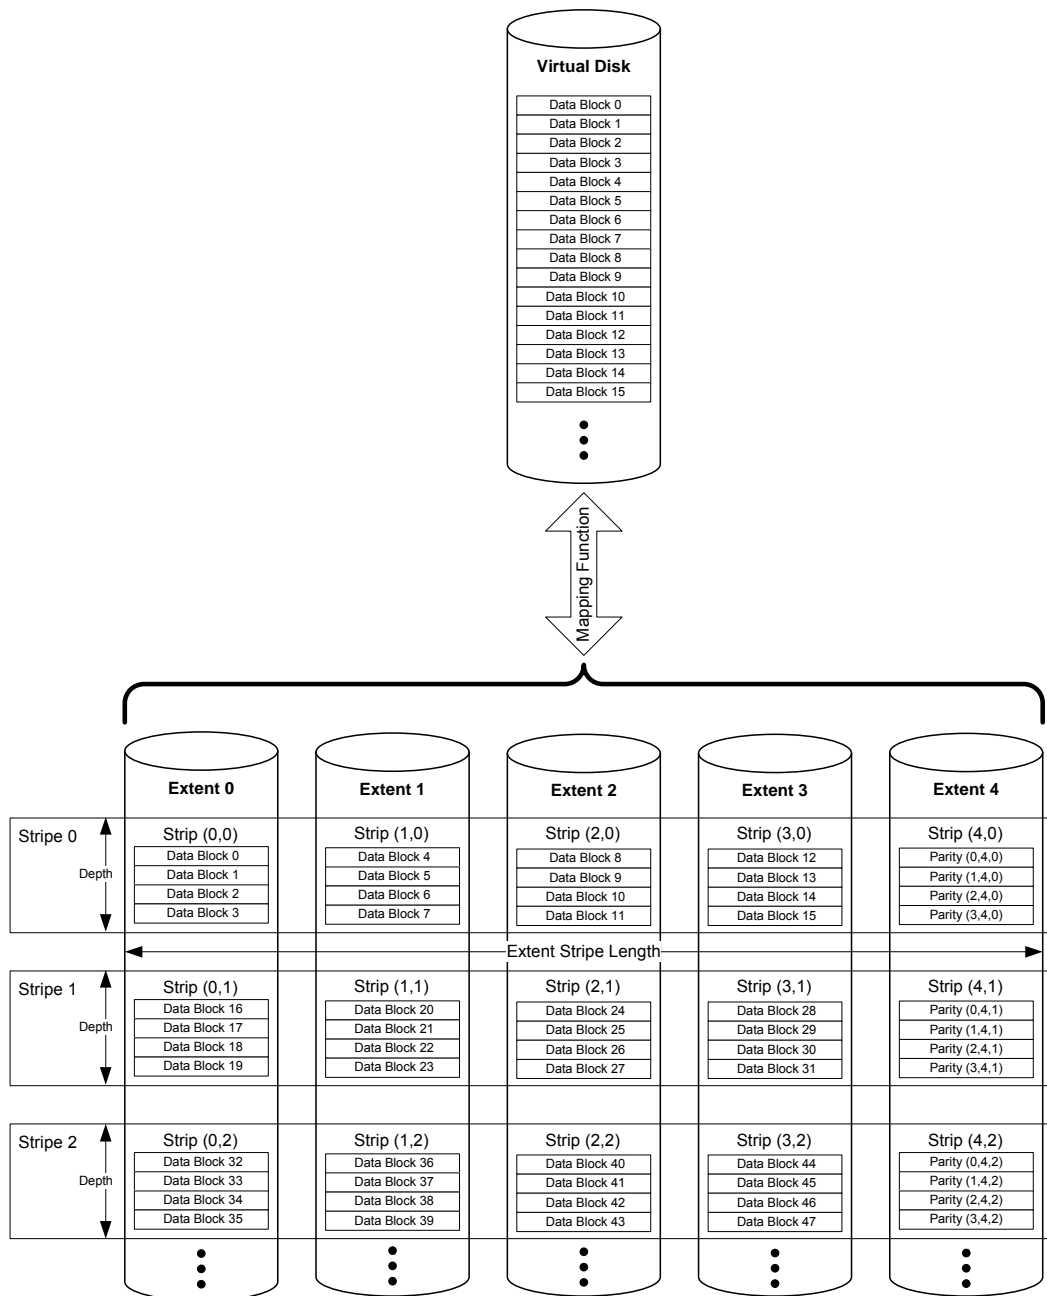 Virtual Disk
Data Block 0
Data Block 1
Data Block 2
Data Block 3
Data Block 4
Data Block 5
Data Block 6
Data Block 7
Data Block 8
Data Block 9
Data Block 10
Data Block 11
Data Block 12
Data Block 13
Data Block 14
Data Block 15
Mapping Function
Extent 0
Extent 1
Extent 2
Extent 3
Extent 4
Stripe 0
Depth
Strip (0,0)
Data Block 0
Data Block 1
Data Block 2
Data Block 3
Strip (1,0)
Data Block 4
Data Block 5
Data Block 6
Data Block 7
Strip (2,0)
Data Block 8
Data Block 9
Data Block 10
Data Block 11
Strip (3,0)
Data Block 12
Data Block 13
Data Block 14
Data Block 15
Strip (4,0)
Parity (0,4,0)
Parity (1,4,0)
Parity (2,4,0)
Parity (3,4,0)
Extent Stripe Length
Stripe 1
Depth
Strip (0,1)
Data Block 16
Data Block 17
Data Block 18
Data Block 19
Strip (1,1)
Data Block 20
Data Block 21
Data Block 22
Data Block 23
Strip (2,1)
Data Block 24
Data Block 25
Data Block 26
Data Block 27
Strip (3,1)
Data Block 28
Data Block 29
Data Block 30
Data Block 31
Strip (4,1)
Parity (0,4,1)
Parity (1,4,1)
Parity (2,4,1)
Parity (3,4,1)
Stripe 2
Depth
Strip (0,2)
Data Block 32
Data Block 33
Data Block 34
Data Block 35
Strip (1,2)
Data Block 36
Data Block 37
Data Block 38
Data Block 39
Strip (2,2)
Data Block 40
Data Block 41
Data Block 42
Data Block 43
Strip (3,2)
Data Block 44
Data Block 45
Data Block 46
Data Block 47
Strip (4,2)
Parity (0,4,2)
Parity (1,4,2)
Parity (2,4,2)
Parity (3,4,2)